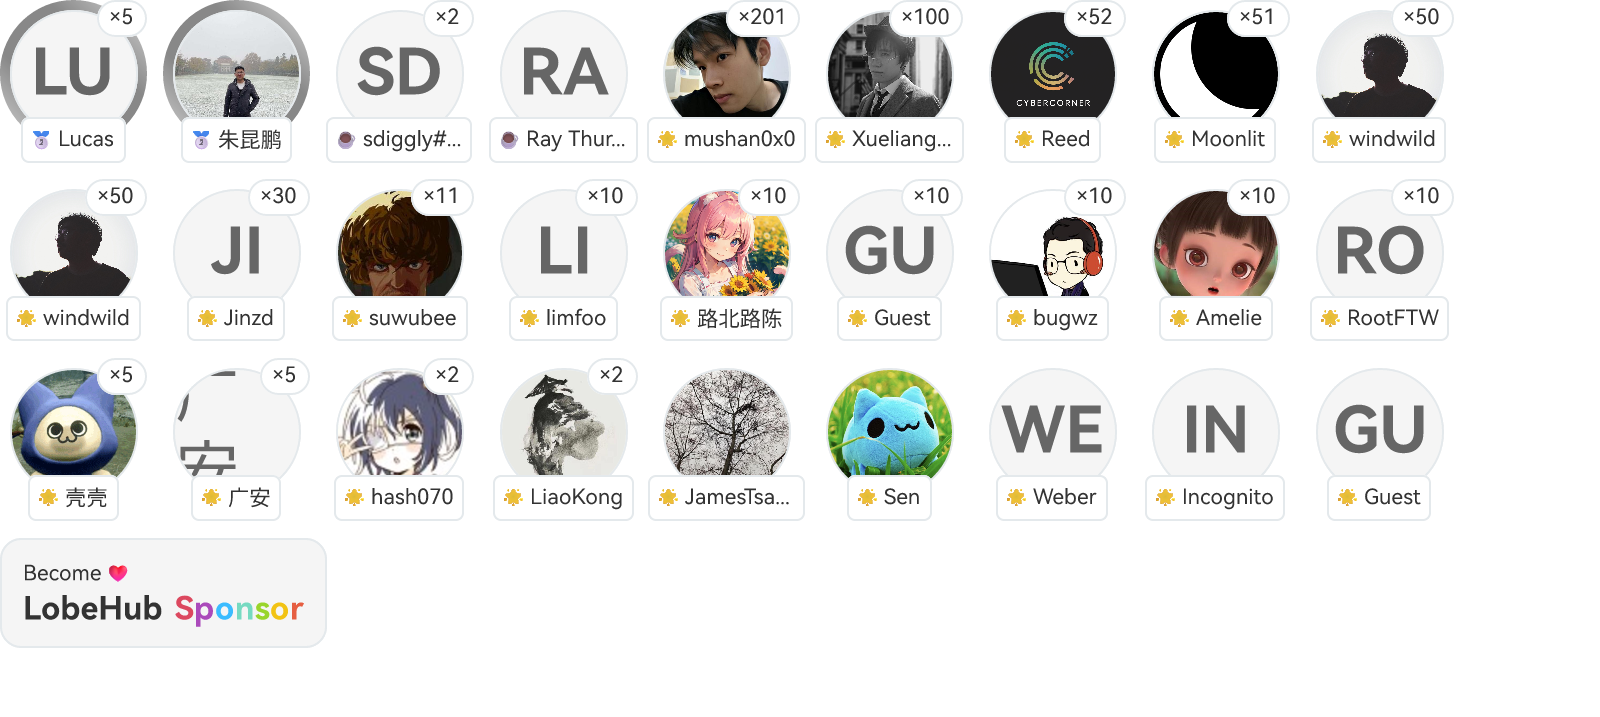 ×5
LU
Lucas
朱昆鹏
×2
SD
sdiggly#...
RA
Ray Thur...
×201
mushan0x0
×100
Xueliang...
×52
CYBERCORNER
Reed
×51
Moonlit
×50
windwild
×50
windwild
×30
JI
Jinzd
×11
suwubee
×10
LI
limfoo
×10
路北路陈
×10
GU
Guest
×10
bugwz
×10
Amelie
×10
RO
RootFTW
×5
壳壳
×5
广安
广安
×2
hash070
×2
LiaoKong
JamesTsa...
Sen
WE
Weber
IN
Incognito
GU
Guest
Become
LobeHub Sponsor